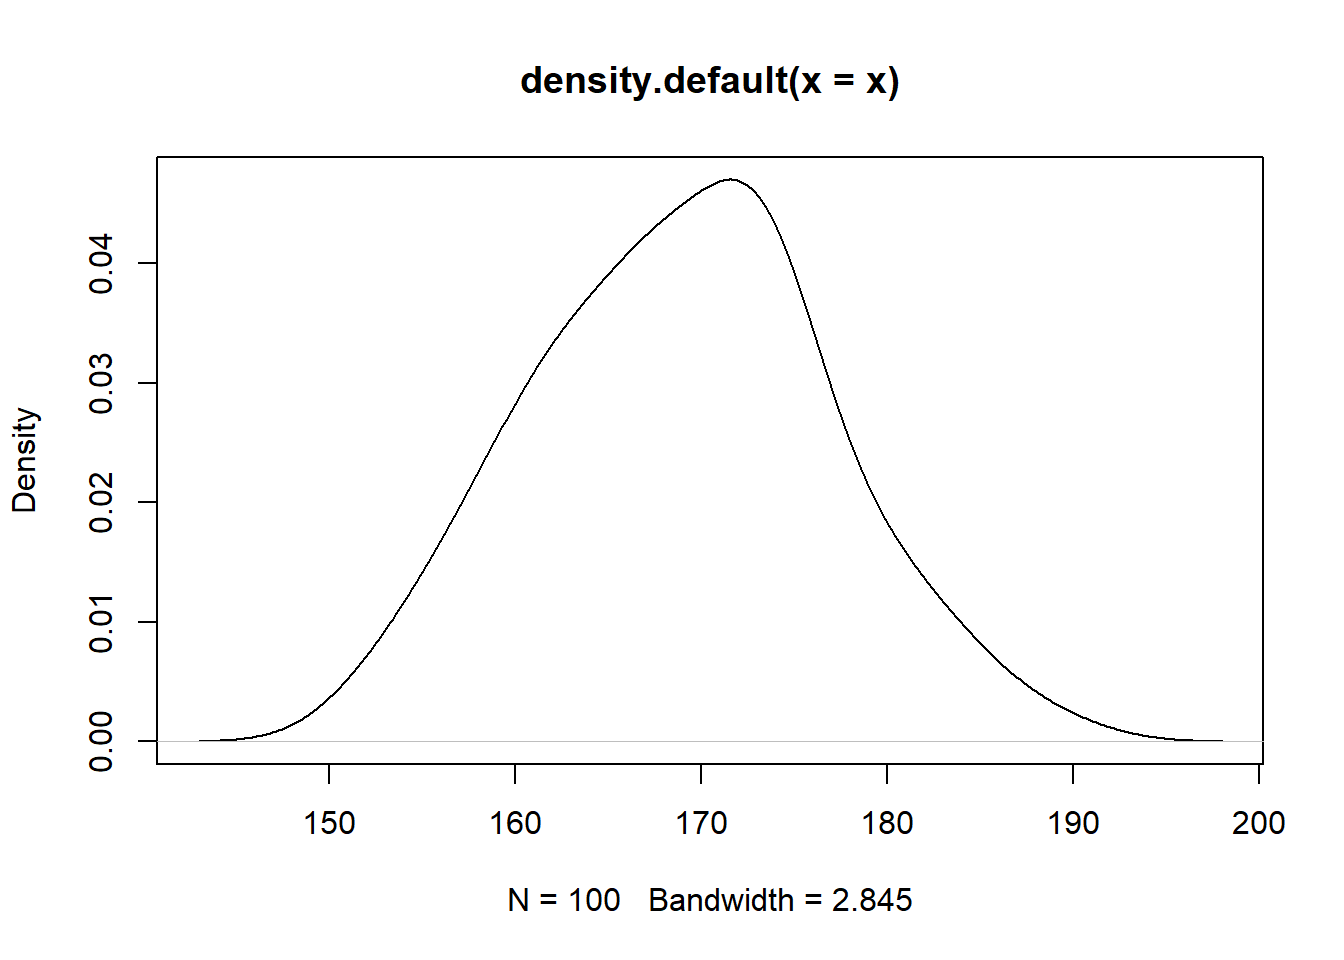 density.default(x = x)
Density
0.00
0.01
0.02
0.03
0.04
150 160 170 180 190 200
N = 100   Bandwidth = 2.845